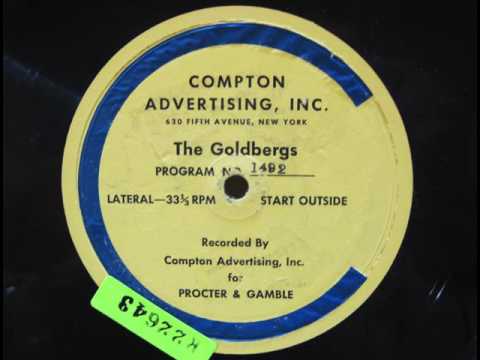 COMPTON
ADVERTISING, INC.
630 FIFTH AVENUE, NEW YORK
The Goldbergs
PROGRAM NO. 1492
LATERAL—33⅓ RPM START OUTSIDE
Recorded By
Compton Advertising, Inc.
for
PROCTER & GAMBLE
R22643